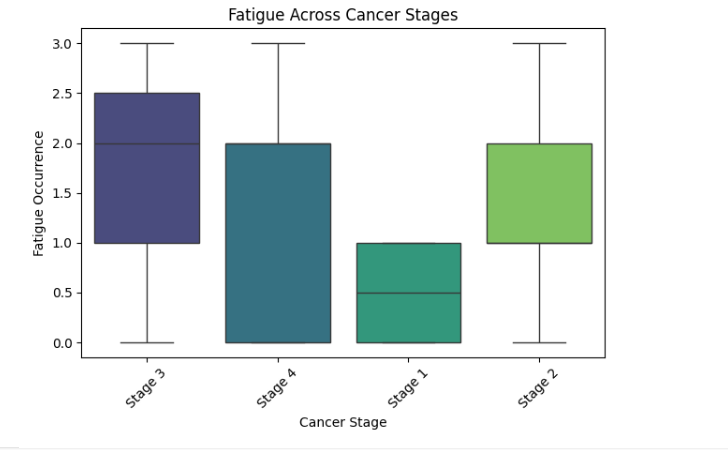 Fatigue Across Cancer Stages
Fatigue Occurrence
3.0
2.5
2.0
1.5
1.0
0.5
0.0
Stage 3
Stage 4
Stage 1
Stage 2
Cancer Stage